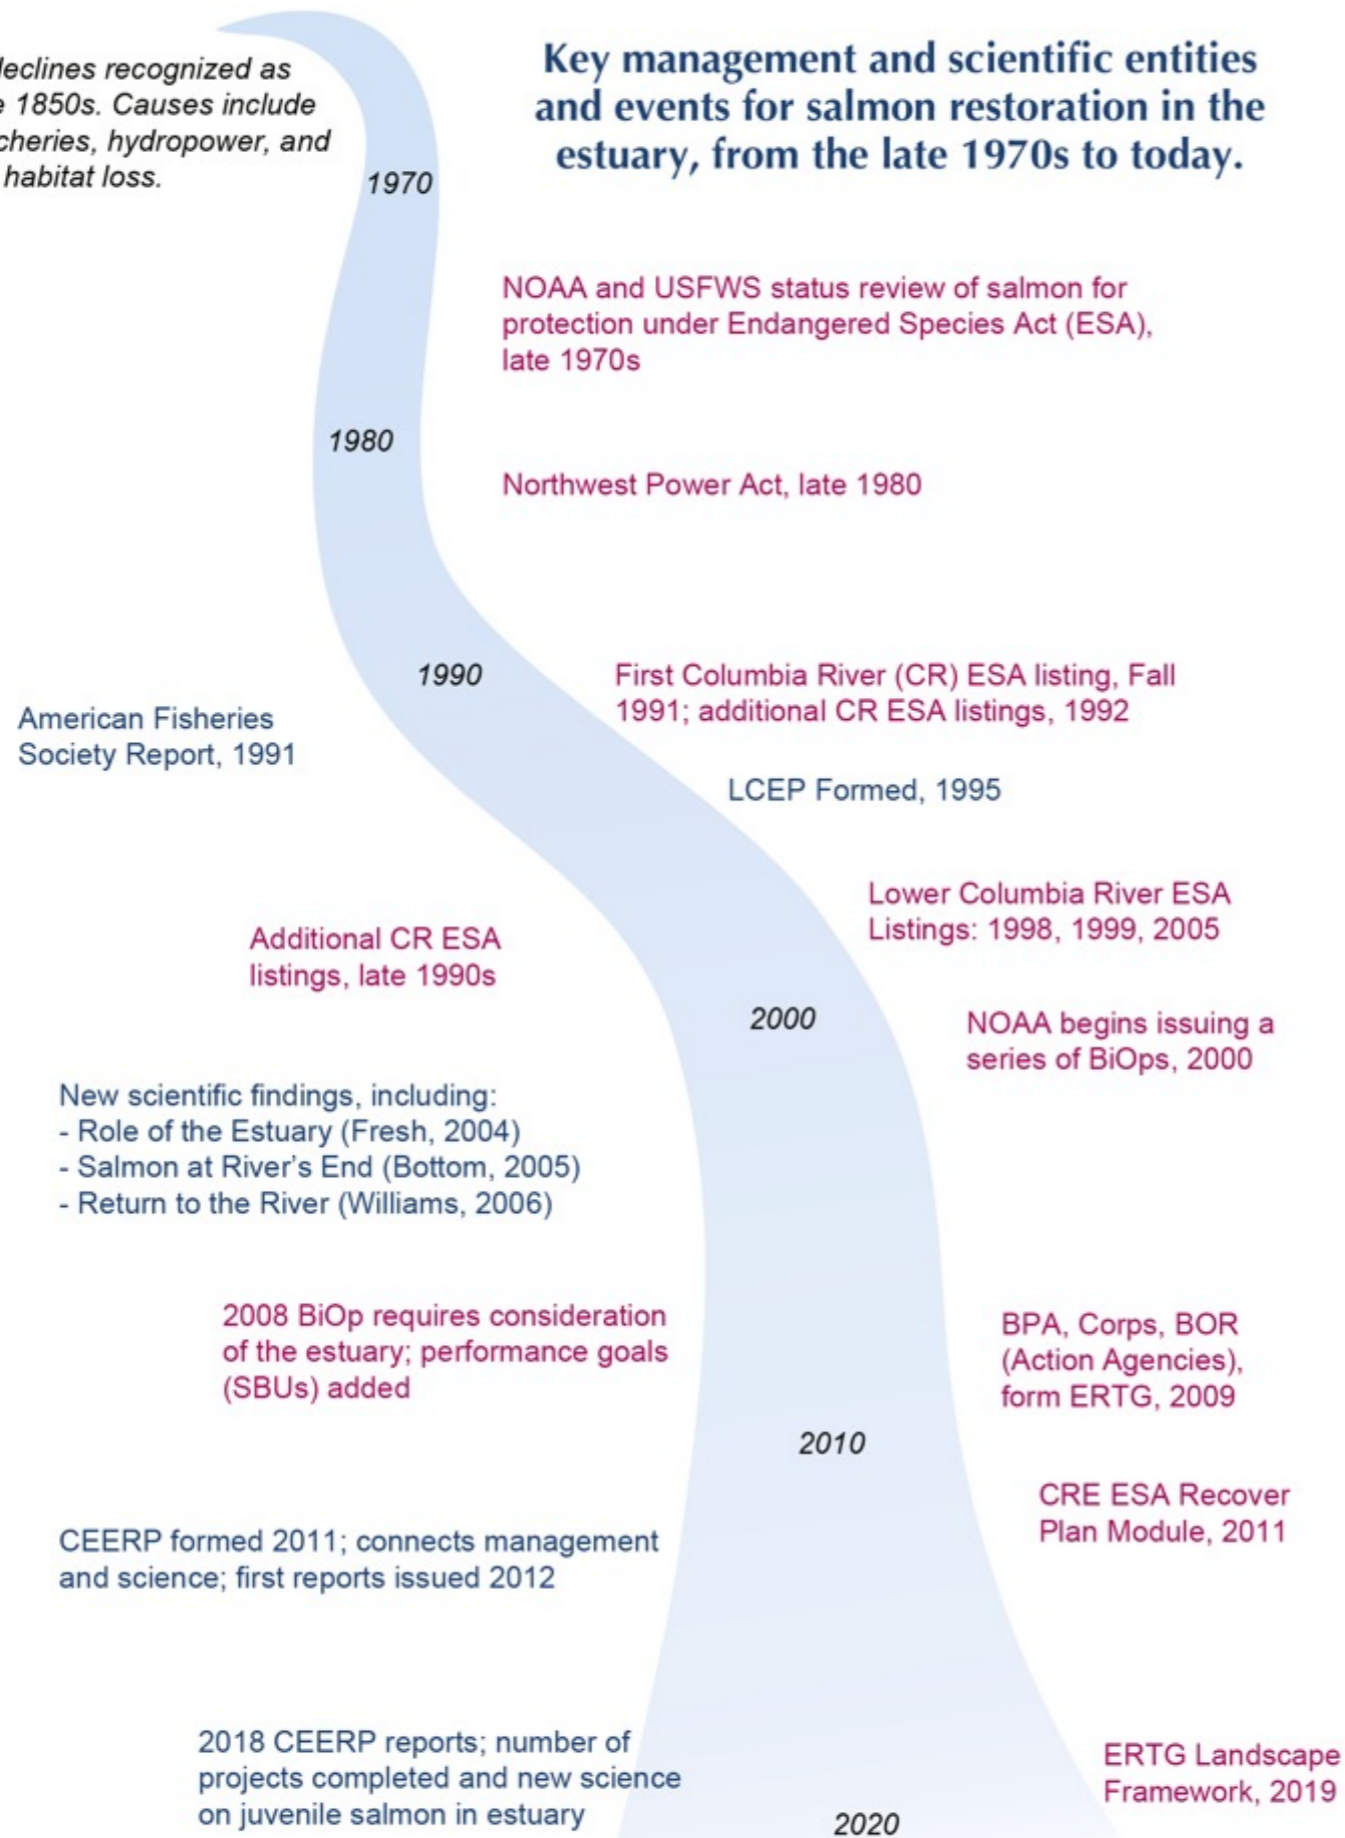 declines recognized as
1850s. Causes include
hydropower, and
habitat loss.
Key management and scientific entities
and events for salmon restoration in the
estuary, from the late 1970s to today.
1970
NOAA and USFWS status review of salmon for
protection under Endangered Species Act (ESA),
late 1970s
1980
Northwest Power Act, late 1980
1990
First Columbia River (CR) ESA listing, Fall
1991; additional CR ESA listings, 1992
American Fisheries
Society Report, 1991
LCEP Formed, 1995
Lower Columbia River ESA
Listings: 1998, 1999, 2005
Additional CR ESA
listings, late 1990s
2000
NOAA begins issuing a
series of BiOps, 2000
New scientific findings, including:
- Role of the Estuary (Fresh, 2004)
- Salmon at River's End (Bottom, 2005)
- Return to the River (Williams, 2006)
2008 BiOp requires consideration
of the estuary; performance goals
(SBUs) added
BPA, Corps, BOR
(Action Agencies),
form ERTG, 2009
2010
CRE ESA Recover
Plan Module, 2011
CEERP formed 2011; connects management
and science; first reports issued 2012
2018 CEERP reports; number of
projects completed and new science
on juvenile salmon in estuary
ERTG Landscape
Framework, 2019
2020